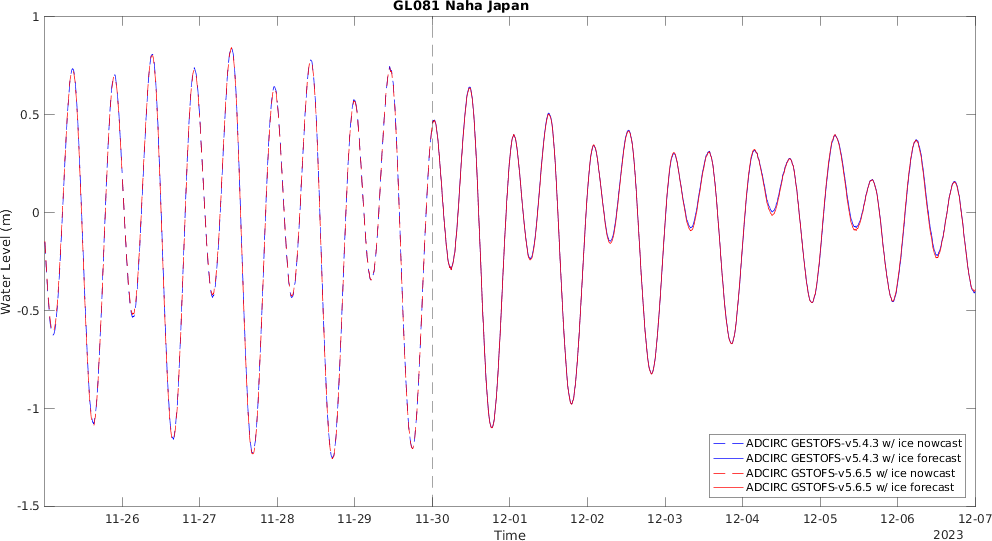 GL081 Naha Japan
1
0.5
0
-0.5
-1
-1.5
Water Level (m)
11-26 11-27 11-28 11-29 11-30 12-01 12-02 12-03 12-04 12-05 12-06 12-07
Time
2023
ADCIRC GESTOFS-v5.4.3 w/ ice nowcast
ADCIRC GESTOFS-v5.4.3 w/ ice forecast
ADCIRC GSTOFS-v5.6.5 w/ ice nowcast
ADCIRC GSTOFS-v5.6.5 w/ ice forecast